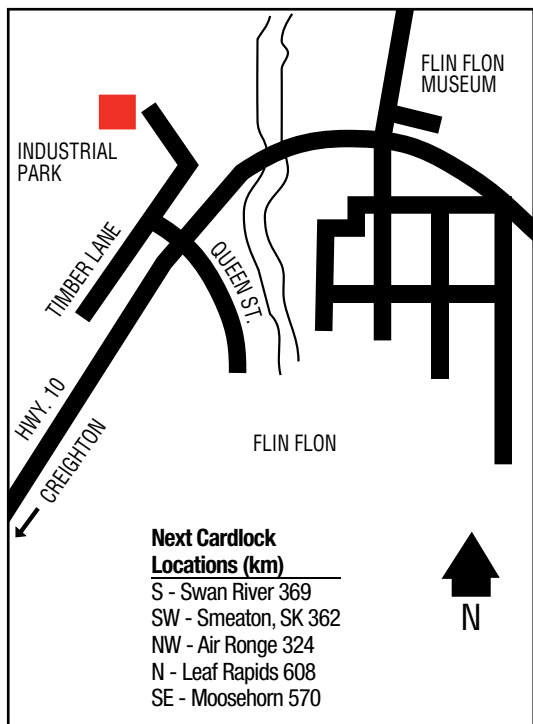 FLIN FLON
MUSEUM
INDUSTRIAL
PARK
TIMBER LANE
QUEEN ST.
HWY. 10
CREIGHTON
FLIN FLON
Next Cardlock
Locations (km)
S - Swan River 369
SW - Smeaton, SK 362
NW - Air Ronge 324
N - Leaf Rapids 608
SE - Moosehorn 570
N